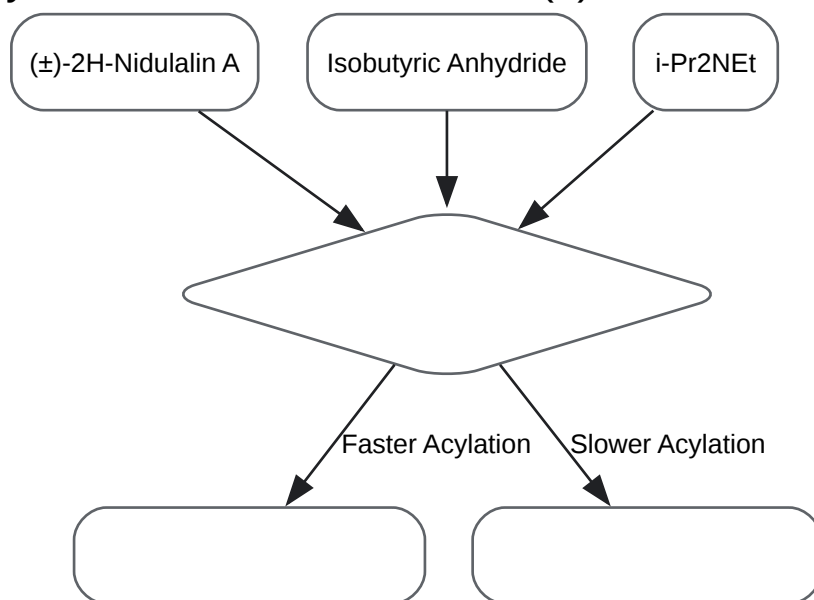 (±)-2H-Nidulalin A
Isobutyric Anhydride
i-Pr2NEt
Faster Acylation
Slower Acylation